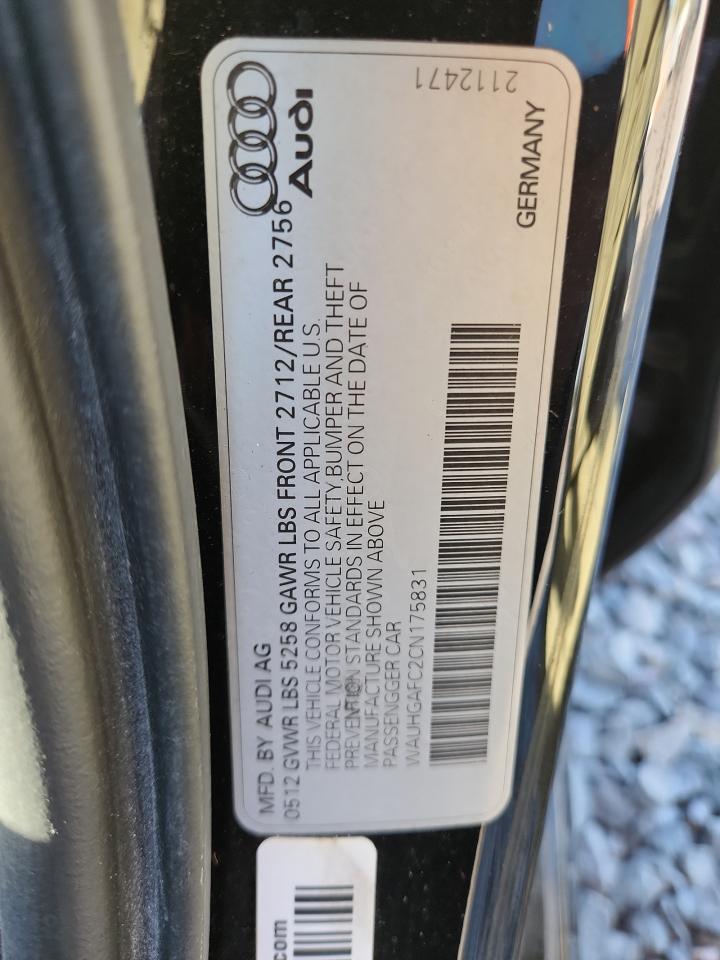 MFD. BY AUDI AG
0512 GVWR LBS 5258 GAWR LBS FRONT 2712/REAR 2756
THIS VEHICLE CONFORMS TO ALL APPLICABLE U.S.
FEDERAL MOTOR VEHICLE SAFETY,BUMPER AND THEFT
PREVENTION STANDARDS IN EFFECT ON THE DATE OF
MANUFACTURE SHOWN ABOVE
PASSENGGER CAR
WAUHGAFC2CN175831
Audi
GERMANY
2112471
com